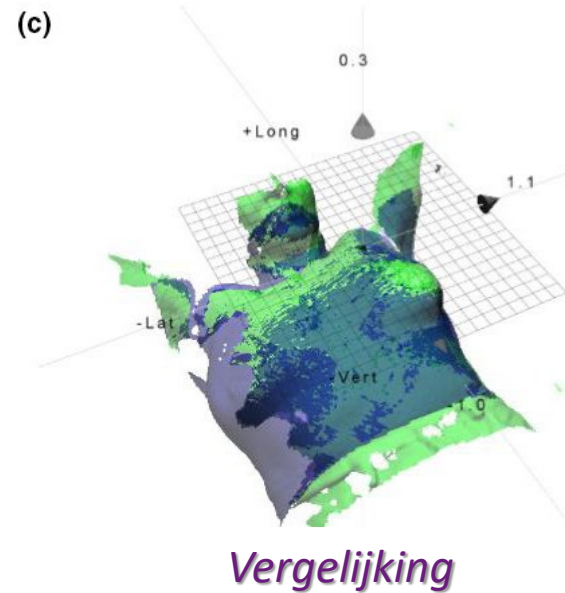 (c)
0.3
+Long
1.1
-Lat
-Vert
-1.0
Vergelijking